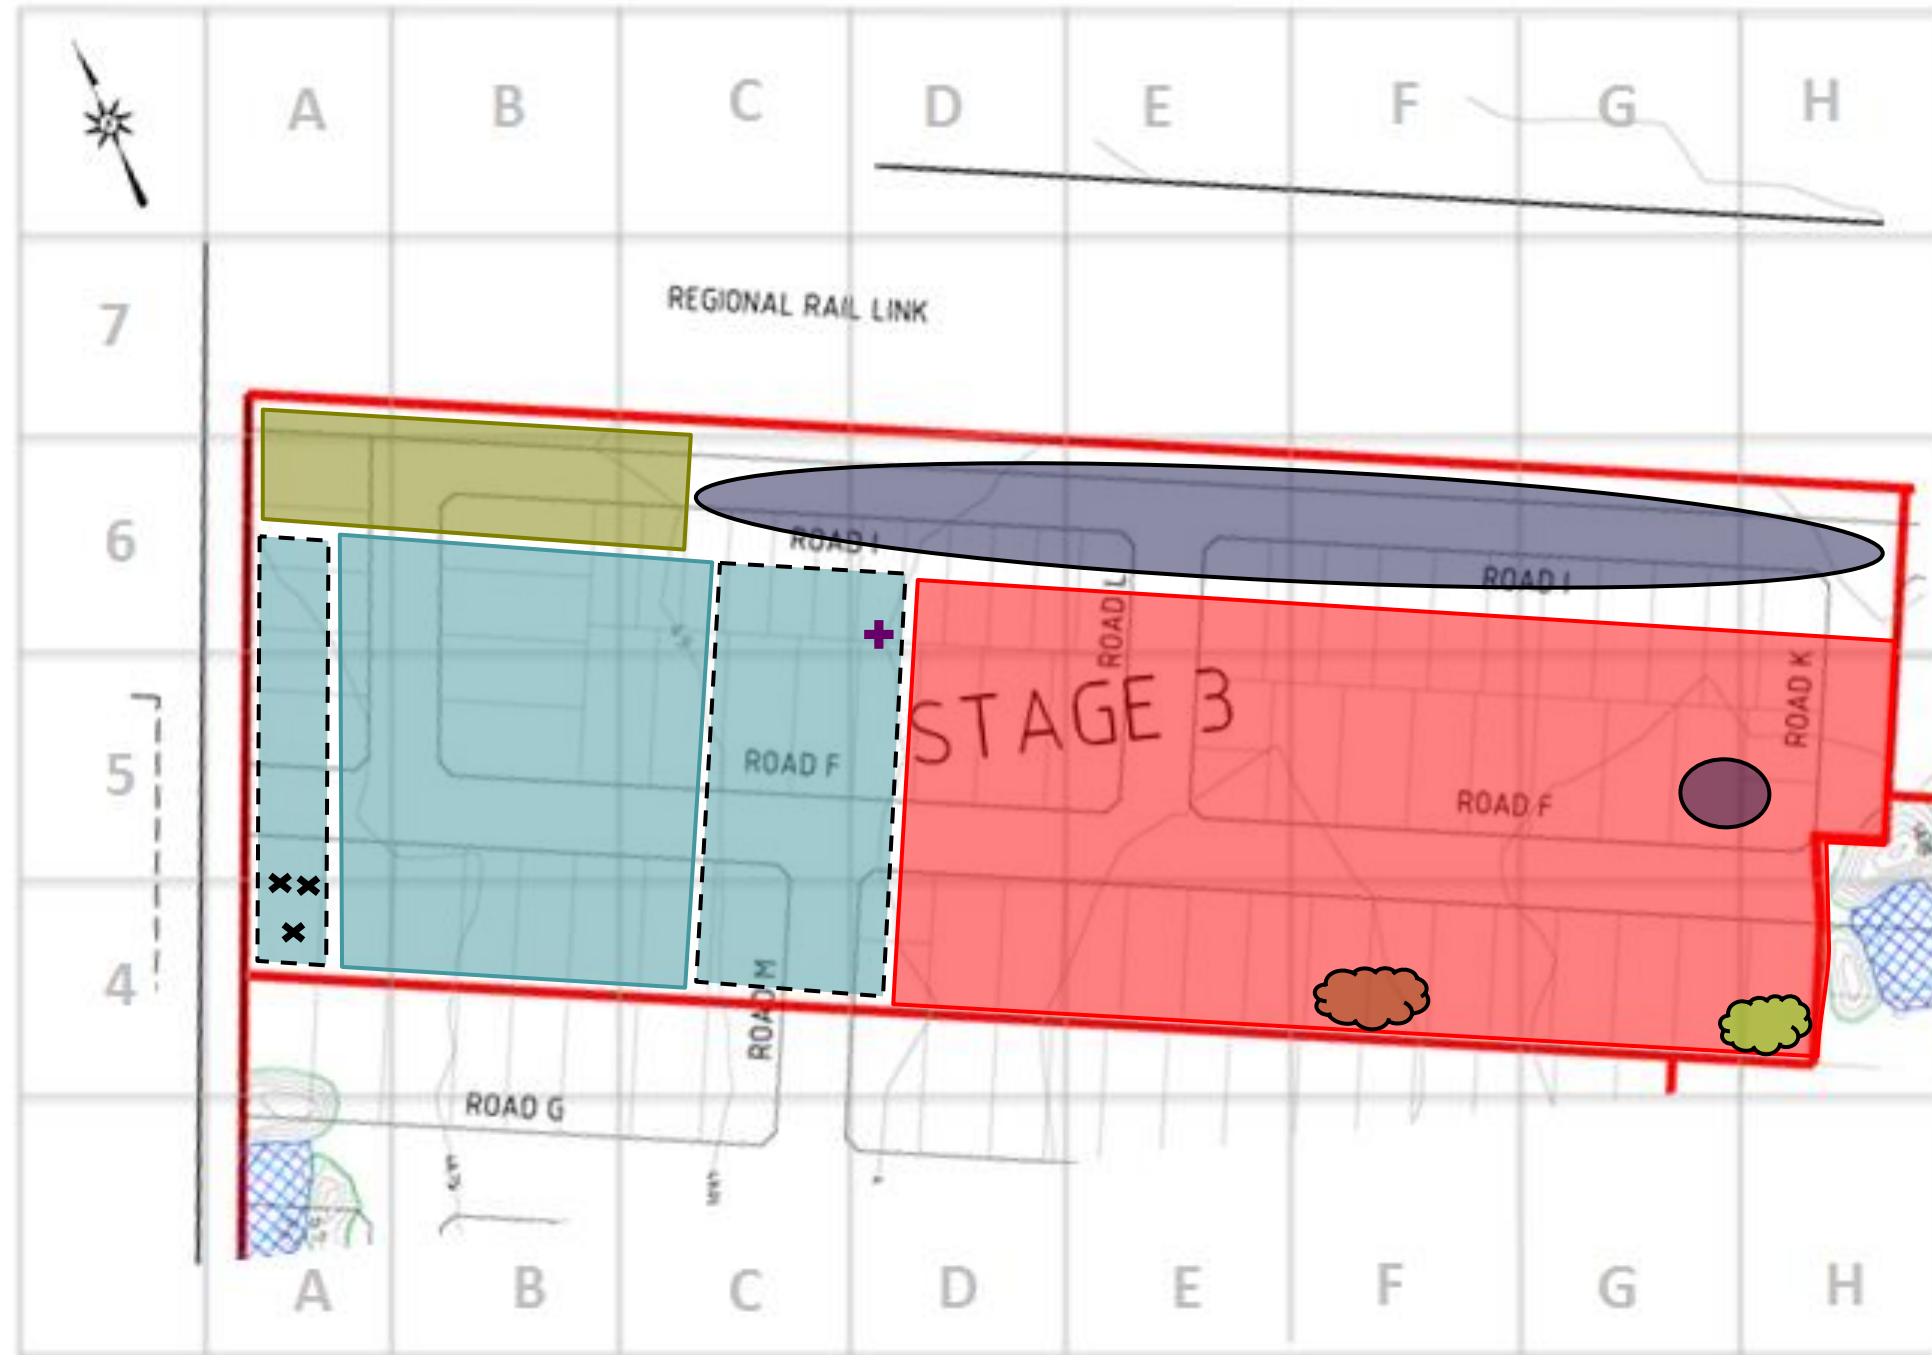 A B C D E F G H
7
REGIONAL RAIL LINK
6
ROAD I
ROAD I
ROAD L
STAGE 3
ROAD K
5
ROAD F
ROAD F
4
ROAD M
ROAD G
A B C D E F G H